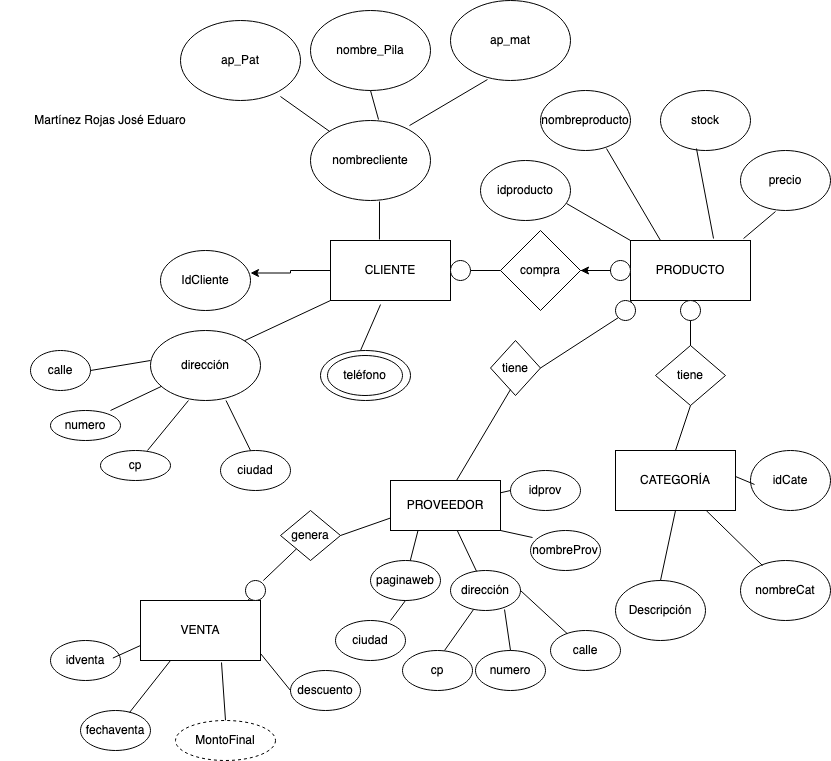 ap_Pat
nombre_Pila
ap_mat
Martínez Rojas José Eduaro
nombrecliente
nombreproducto
stock
idproducto
precio
IdCliente
CLIENTE
compra
PRODUCTO
calle
dirección
teléfono
numero
cp
ciudad
tiene
tiene
PROVEEDOR
idprov
CATEGORÍA
idCate
genera
nombreProv
paginaweb
dirección
Descripción
nombreCat
VENTA
ciudad
cp
numero
calle
idventa
descuento
fechaventa
MontoFinal